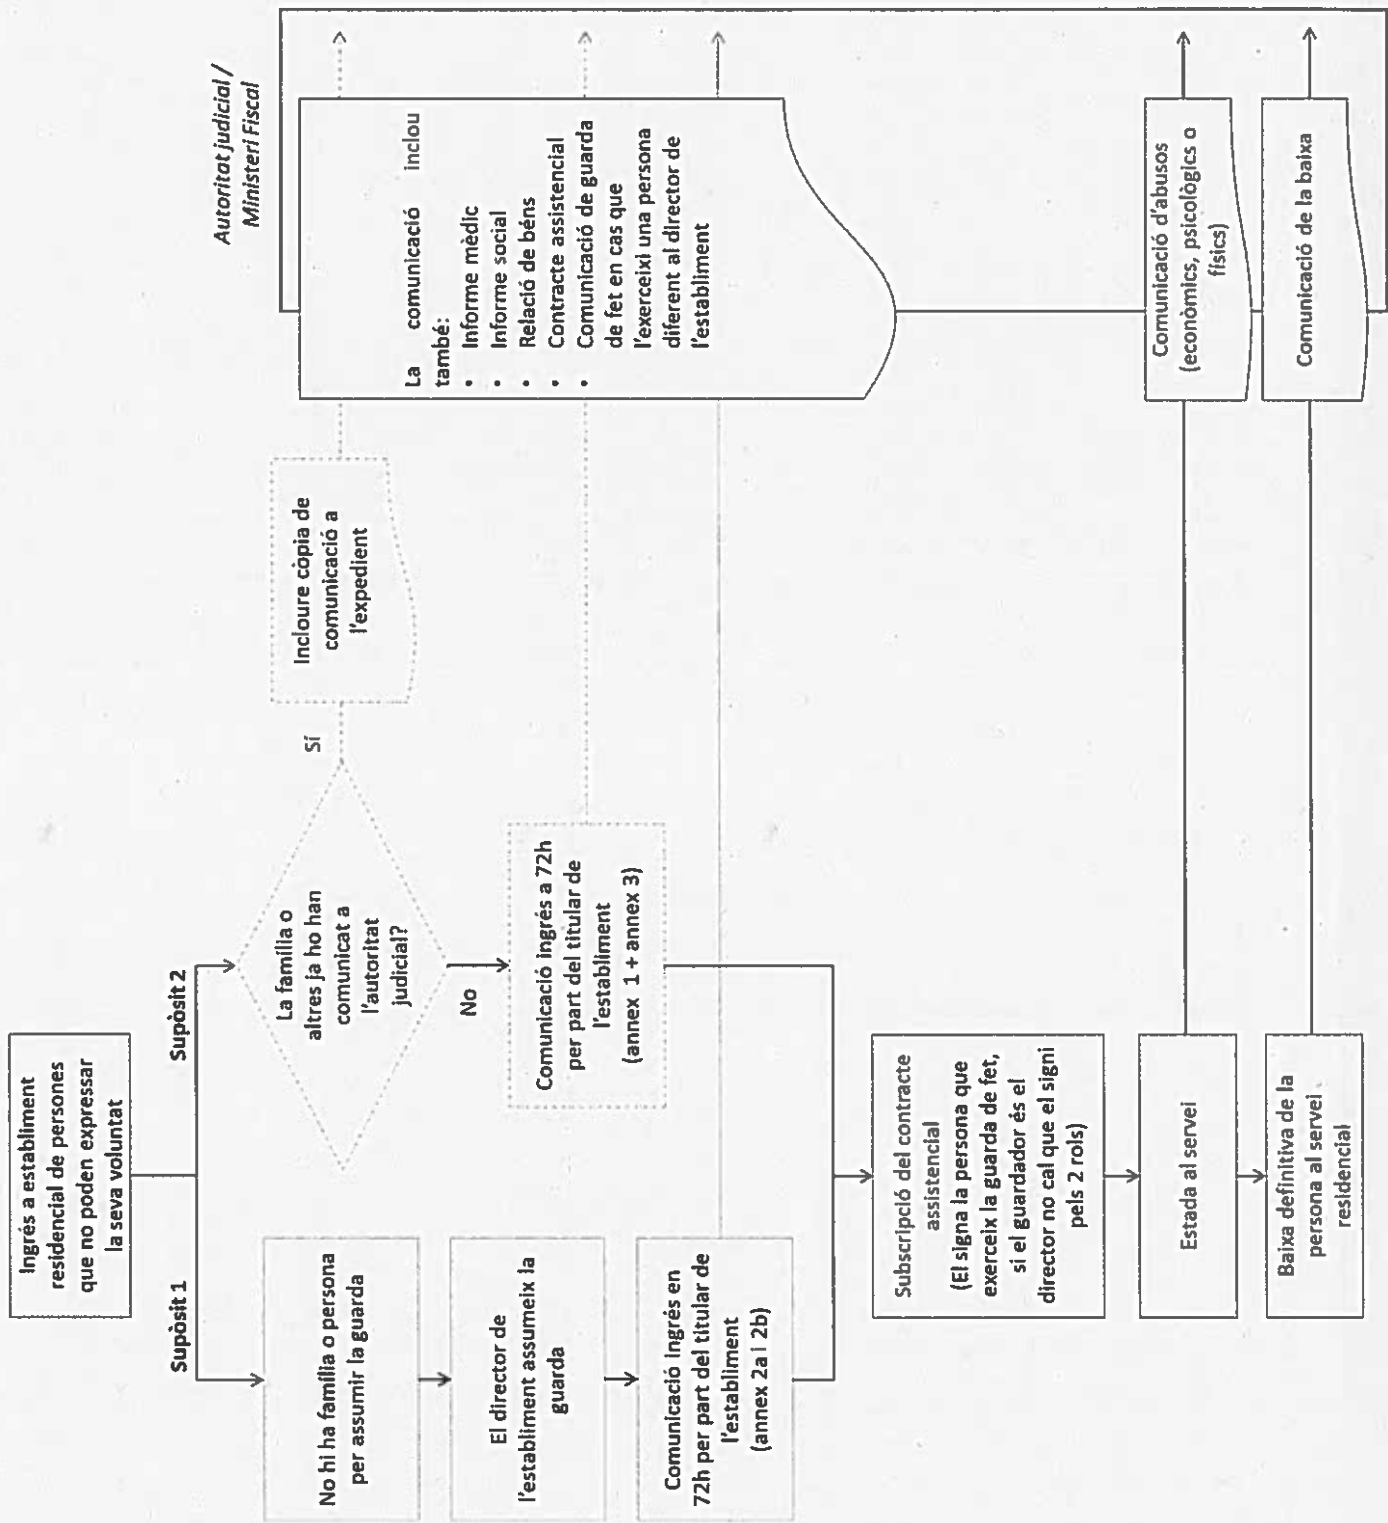 Autoritat judicial /
Ministeri Fiscal
Ingrés a establiment
residencial de persones
que no poden expressar
la seva voluntat
Supòsit 1
Supòsit 2
No hi ha família o persona
per assumir la guarda
El director de
l'establiment assumeix la
guarda
Comunicació ingrés en
72h per part del titular de
l'establiment
(annex 2a i 2b)
La família o
altres ja ho han
comunicat a
l'autoritat
judicial?
Sí
No
Incloure còpia de
comunicació a
l'expedient
Comunicació ingrés a 72h
per part del titular de
l'establiment
(annex 1 + annex 3)
La comunicació inclou
també:
• Informe mèdic
• Informe social
• Relació de béns
• Contracte assistencial
• Comunicació de guarda
de fet en cas que
l'exerceixi una persona
diferent al director de
l'establiment
Subscripció del contracte
assistencial
(El signa la persona que
exerceix la guarda de fet,
si el guardador és el
director no cal que el signi
pels 2 rols)
Estada al servei
Comunicació d'abusos
(econòmics, psicològics o
físics)
Baixa definitiva de la
persona al servei
residencial
Comunicació de la baixa